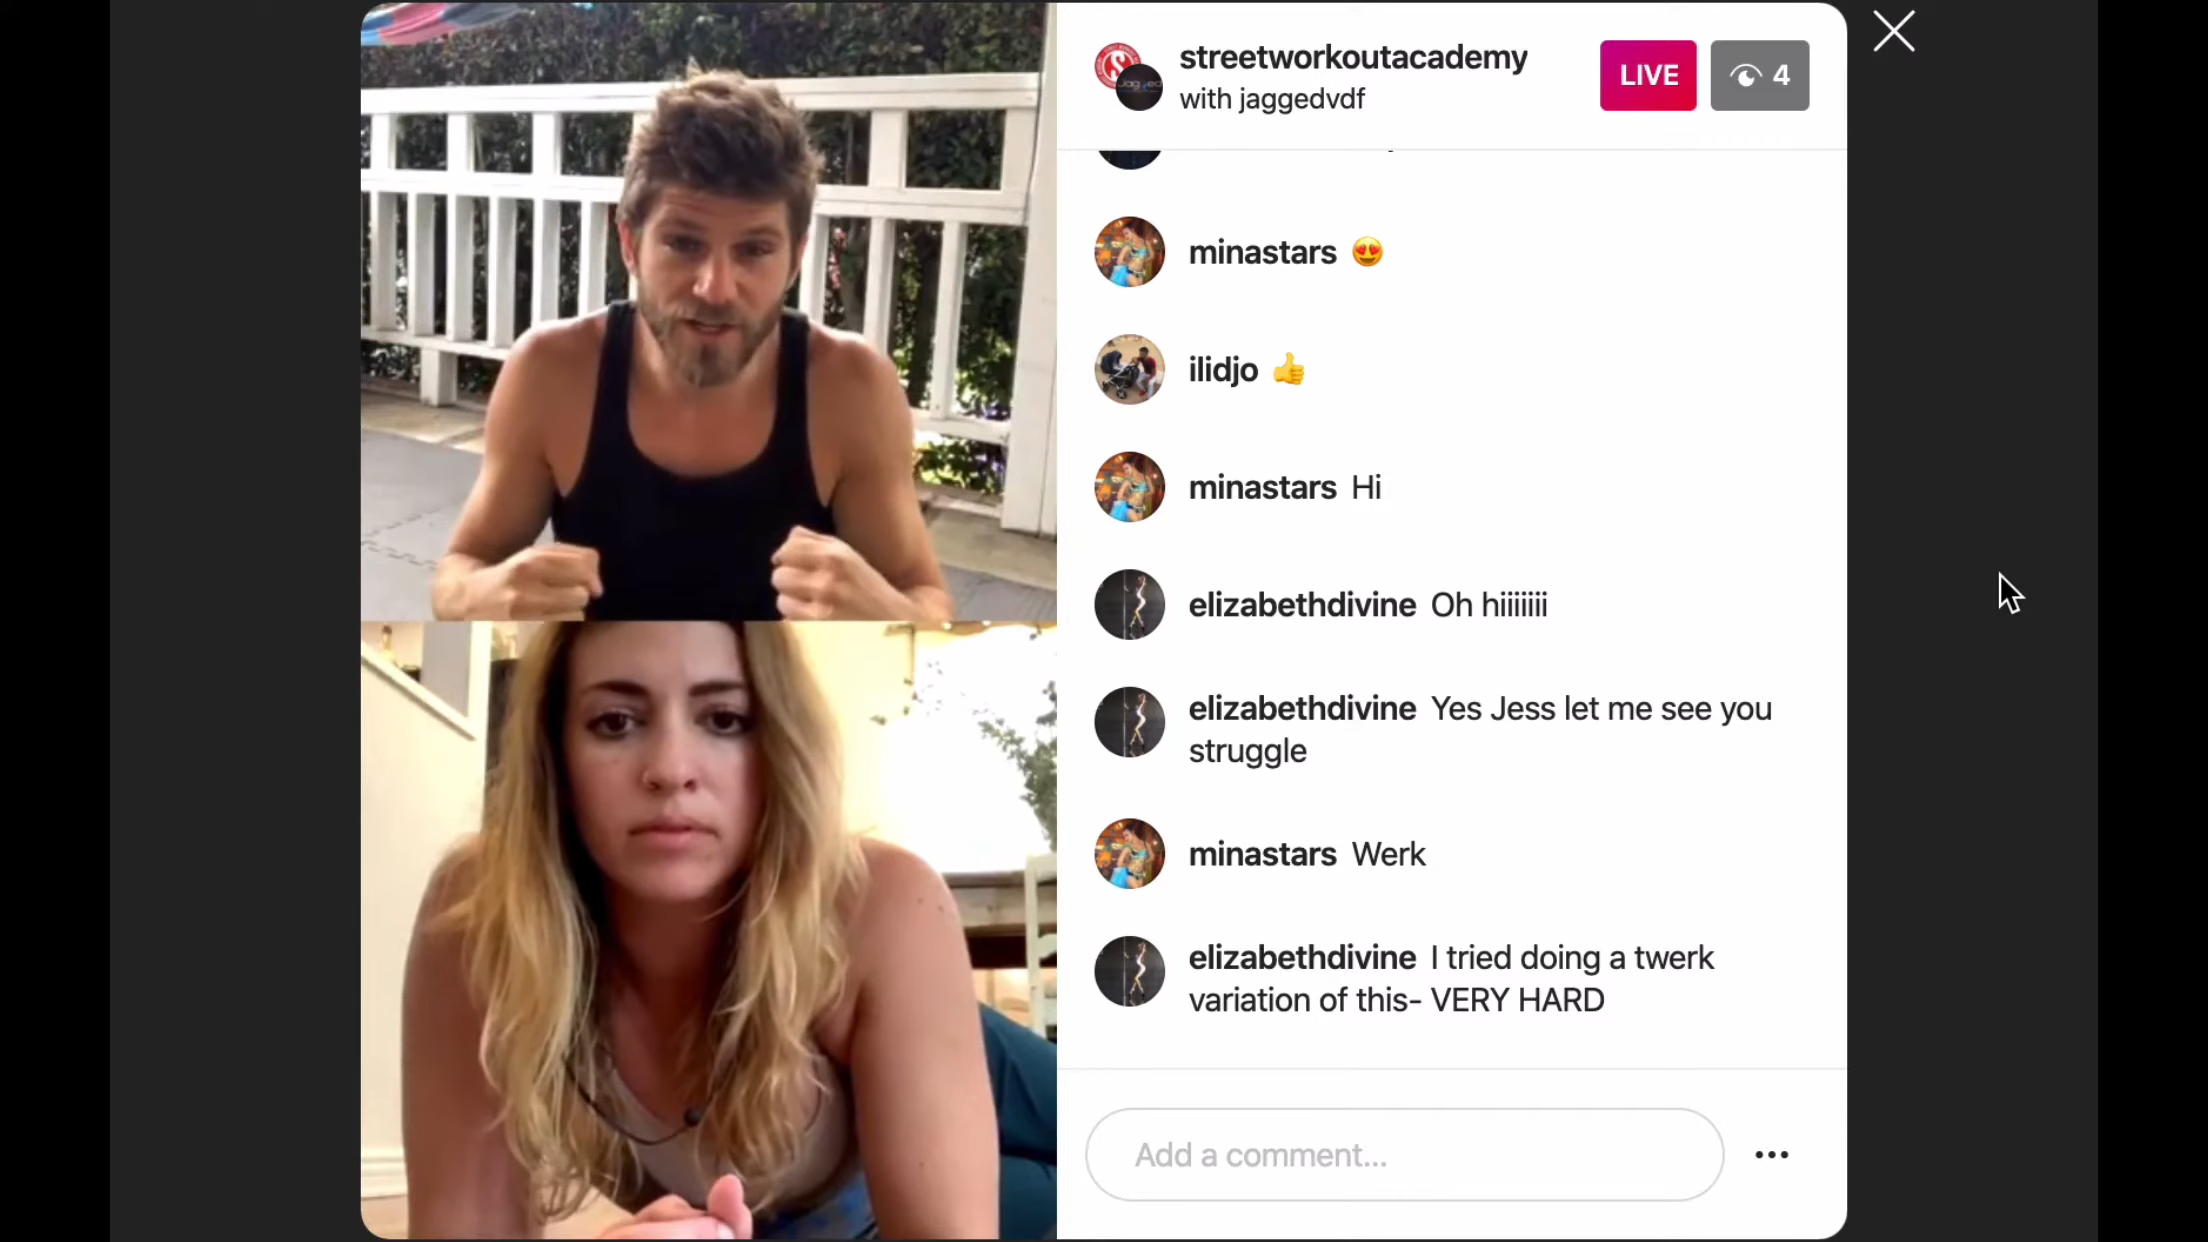 streetworkoutacademy
with jaggedvdf
LIVE
4
minastars 😍
ilidjo 👍
minastars Hi
elizabethdivine Oh hiiiiiii
elizabethdivine Yes Jess let me see you
struggle
minastars Werk
elizabethdivine I tried doing a twerk
variation of this- VERY HARD
Add a comment...